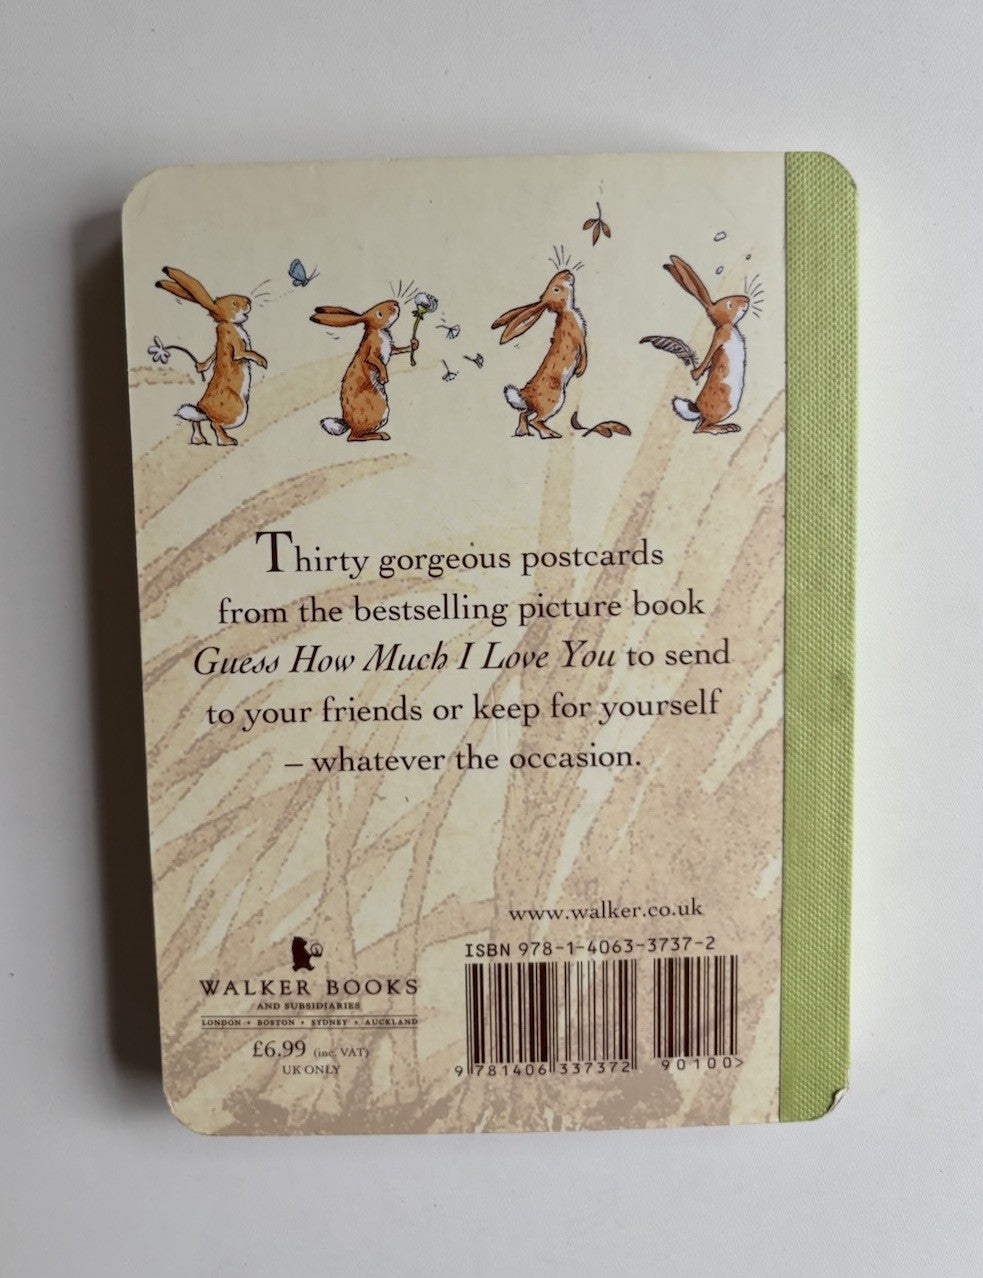 Thirty gorgeous postcards
from the bestselling picture book
Guess How Much I Love You to send
to your friends or keep for yourself
– whatever the occasion.
www.walker.co.uk
ISBN 978-1-4063-3737-2
WALKER BOOKS
AND SUBSIDIARIES
LONDON • BOSTON • SYDNEY • AUCKLAND
£6.99 (inc. VAT)
UK ONLY
9 781406 337372
90100>